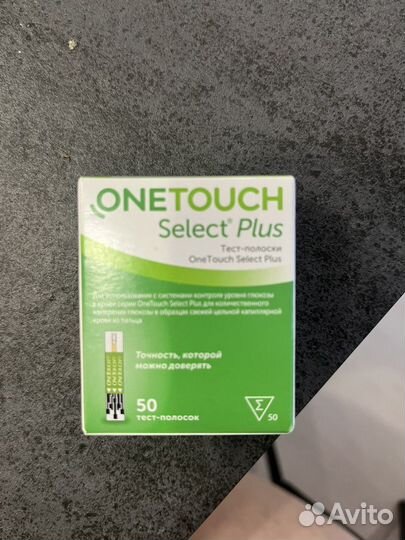 ONETOUCH
Select® Plus
Тест-полоски
OneTouch Select Plus
Для использования с системами контроля уровня глюкозы
в крови серии OneTouch Select Plus для количественного
измерения глюкозы в образцах свежей цельной капиллярной
крови из пальца
Точность, которой
можно доверять
50
тест-полосок
Σ
50
Avito